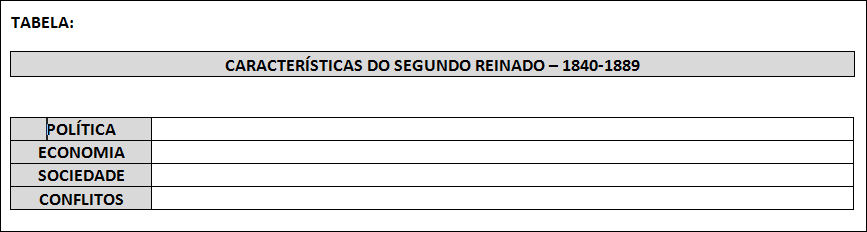 TABELA:
CARACTERÍSTICAS DO SEGUNDO REINADO – 1840-1889
POLÍTICA
ECONOMIA
SOCIEDADE
CONFLITOS